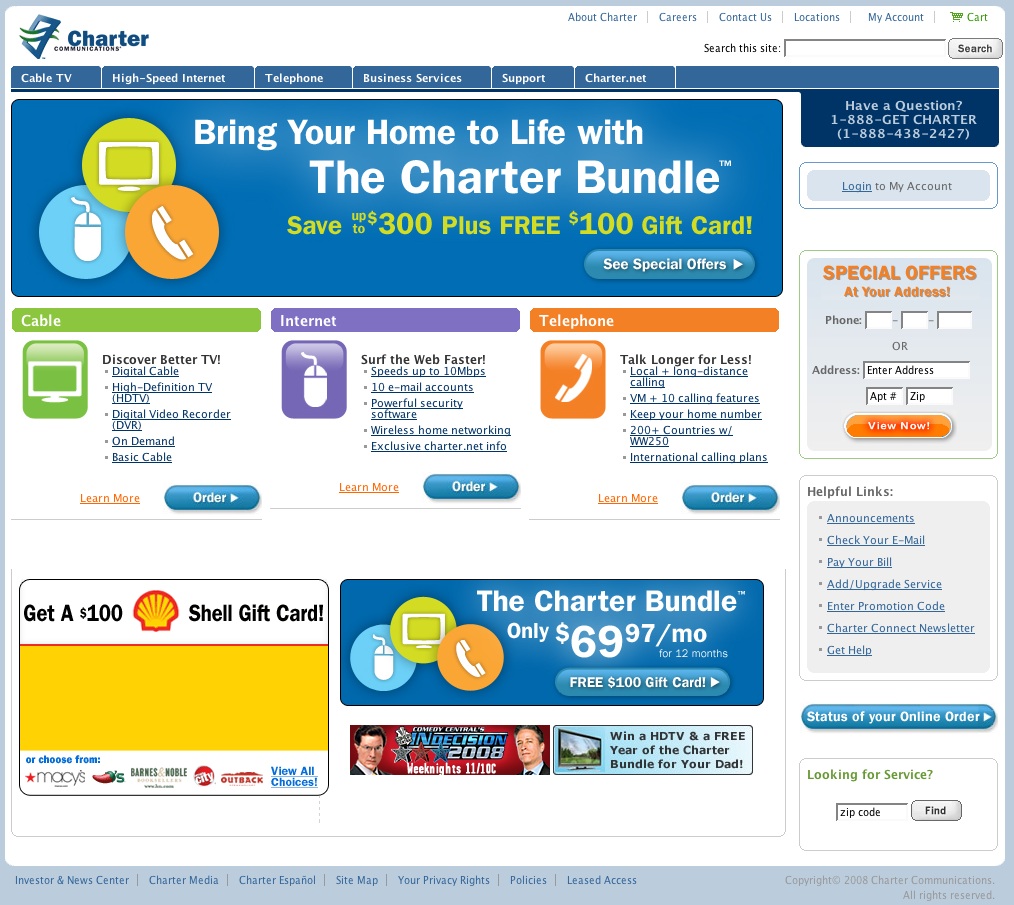 About Charter
Careers
Contact Us
Locations
My Account
Cart
Charter
COMMUNICATIONS
Search this site:
Search
Cable TV
High-Speed Internet
Telephone
Business Services
Support
Charter.net
Have a Question?
1-888-GET CHARTER
(1-888-438-2427)
Bring Your Home to Life with
The Charter Bundle™
Save up to $300 Plus FREE $100 Gift Card!
See Special Offers
Login to My Account
SPECIAL OFFERS
At Your Address!
Phone: - -
OR
Address: Enter Address
Apt # Zip
View Now!
Cable
Discover Better TV!
Digital Cable
High-Definition TV
(HDTV)
Digital Video Recorder
(DVR)
On Demand
Basic Cable
Learn More
Order
Internet
Surf the Web Faster!
Speeds up to 10Mbps
10 e-mail accounts
Powerful security
software
Wireless home networking
Exclusive charter.net info
Learn More
Order
Telephone
Talk Longer for Less!
Local + long-distance
calling
VM + 10 calling features
Keep your home number
200+ Countries w/
WW250
International calling plans
Learn More
Order
Helpful Links:
Announcements
Check Your E-Mail
Pay Your Bill
Add/Upgrade Service
Enter Promotion Code
Charter Connect Newsletter
Get Help
Get A $100 Shell Gift Card!
or choose from:
macy's
BARNES&NOBLE
BOOKSELLERS
www.bn.com
city
OUTBACK
View All
Choices!
The Charter Bundle™
Only $69.97/mo
for 12 months
FREE $100 Gift Card!
COMEDY CENTRAL'S
INDECISION
2008
Weeknights 11/10C
Win a HDTV & a FREE
Year of the Charter
Bundle for Your Dad!
Status of your Online Order
Looking for Service?
zip code
Find
Investor & News Center
Charter Media
Charter Español
Site Map
Your Privacy Rights
Policies
Leased Access
Copyright© 2008 Charter Communications.
All rights reserved.